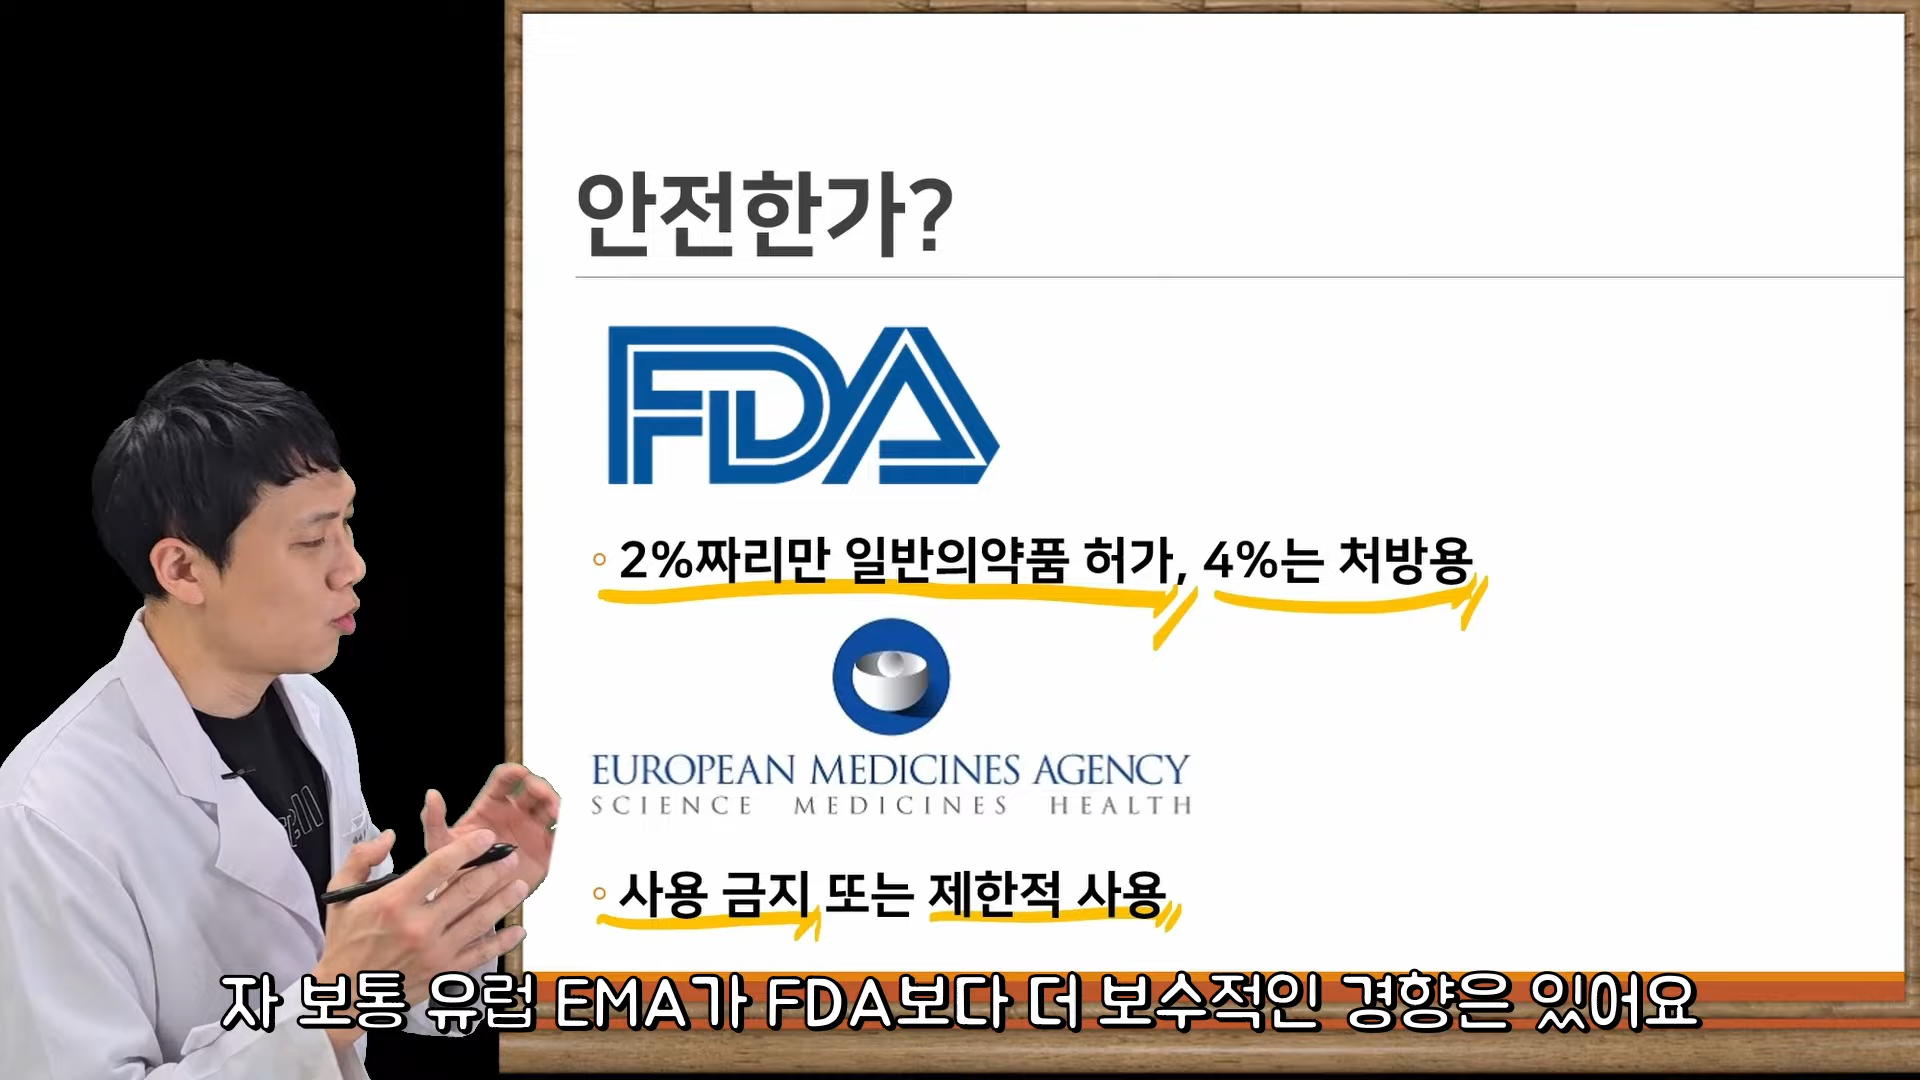 안전한가?
FDA
◦ 2%짜리만 일반의약품 허가, 4%는 처방용
EUROPEAN MEDICINES AGENCY
SCIENCE MEDICINES HEALTH
◦ 사용 금지 또는 제한적 사용
자 보통 유럽 EMA가 FDA보다 더 보수적인 경향은 있어요